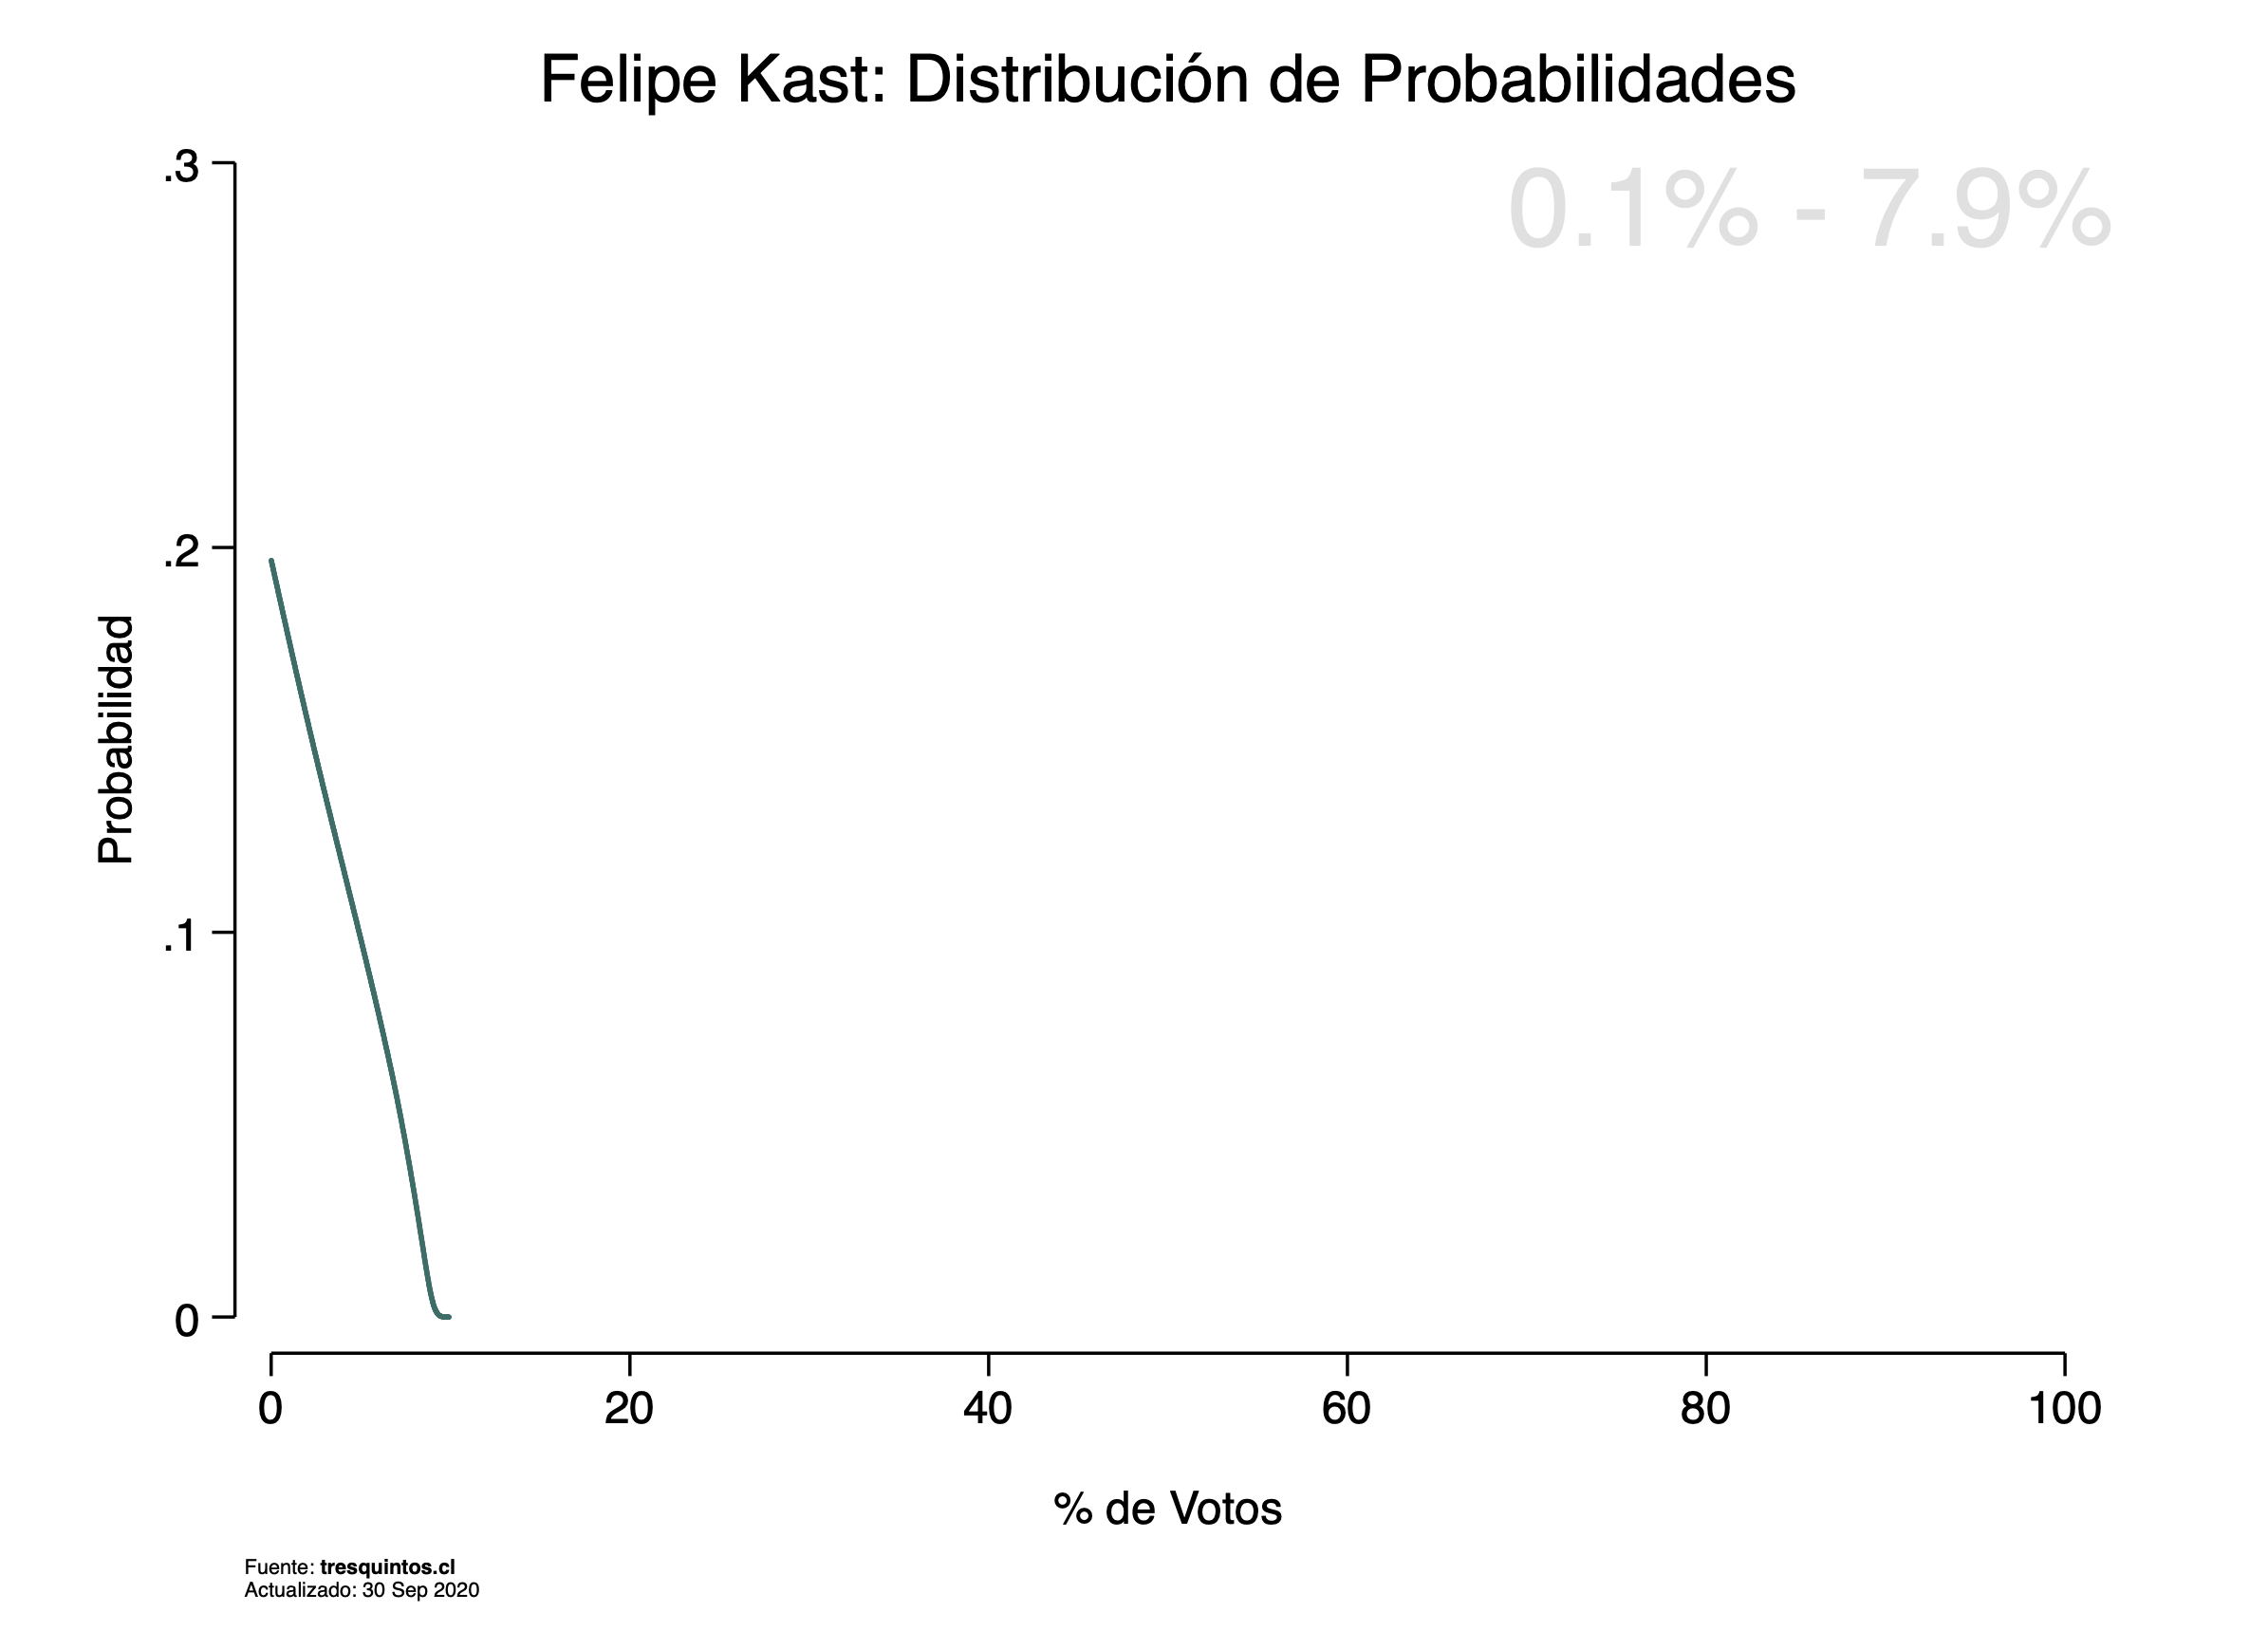 Felipe Kast: Distribución de Probabilidades
0.1% - 7.9%
.3
.2
.1
0
Probabilidad
0
20
40
60
80
100
% de Votos
Fuente: tresquintos.cl
Actualizado: 30 Sep 2020